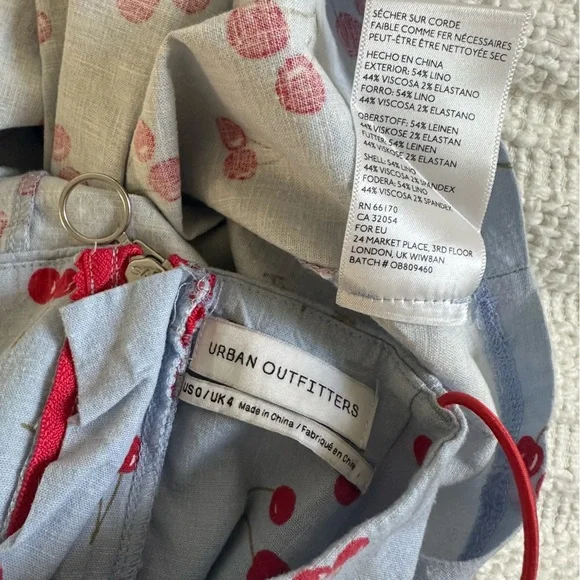 SÉCHER SUR CORDE
FAIBLE COMME FER NÉCESSAIRES
PEUT-ÊTRE ÊTRE NETTOYÉE SEC
HECHO EN CHINA
EXTERIOR: 54% LINO
44% VISCOSA 2% ELASTANO
FORRO: 54% LINO
44% VISCOSA 2% ELASTANO
OBERSTOFF: 54% LEINEN
44% VISKOSE 2% ELASTAN
FUTTER: 54% LEINEN
44% VISKOSE 2% ELASTAN
SHELL: 54% LINO
44% VISCOSA 2% SPANDEX
FODERA: 54% LINO
44% VISCOSA 2% SPANDEX
RN 66170
CA 32054
FOR EU
24 MARKET PLACE, 3RD FLOOR
LONDON, UK WIW8AN
BATCH # OB809460
URBAN OUTFITTERS
US 0 / UK 4 Made in China / Fabriqué en Chine